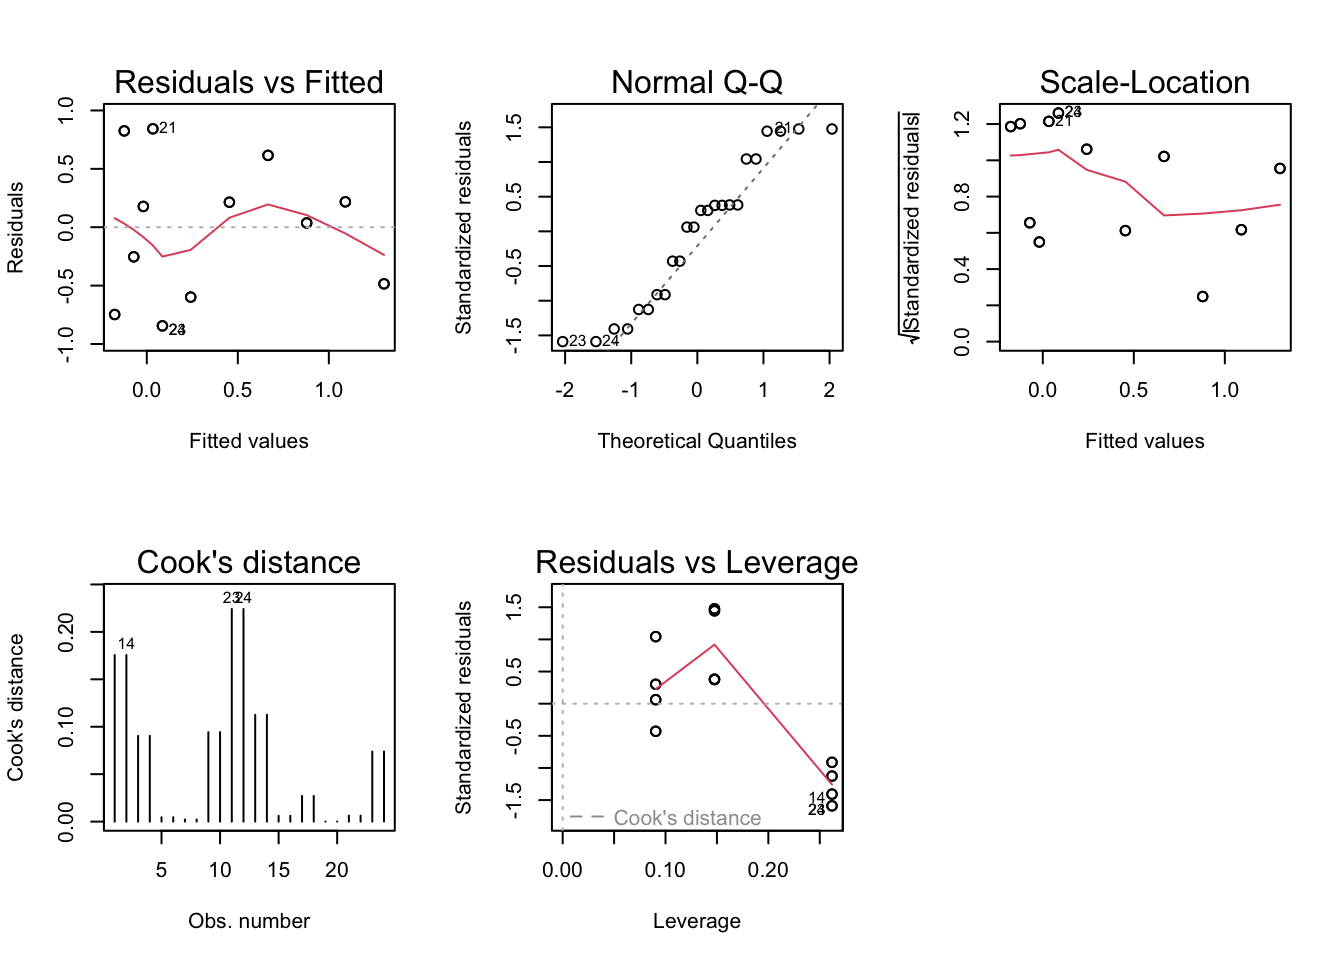 Residuals vs Fitted
Residuals
1.0
0.5
0.0
-0.5
-1.0
21
24
0.0 0.5 1.0
Fitted values
Normal Q-Q
Standardized residuals
1.5
0.5
-0.5
-1.5
21
23
24
-2 -1 0 1 2
Theoretical Quantiles
Scale-Location
√|Standardized residuals|
1.2
0.8
0.4
0.0
24
21
0.0 0.5 1.0
Fitted values
Cook's distance
Cook's distance
0.20
0.10
0.00
23 24
14
5 10 15 20
Obs. number
Residuals vs Leverage
Standardized residuals
1.5
0.5
-0.5
-1.5
14
24
Cook's distance
0.00 0.10 0.20
Leverage